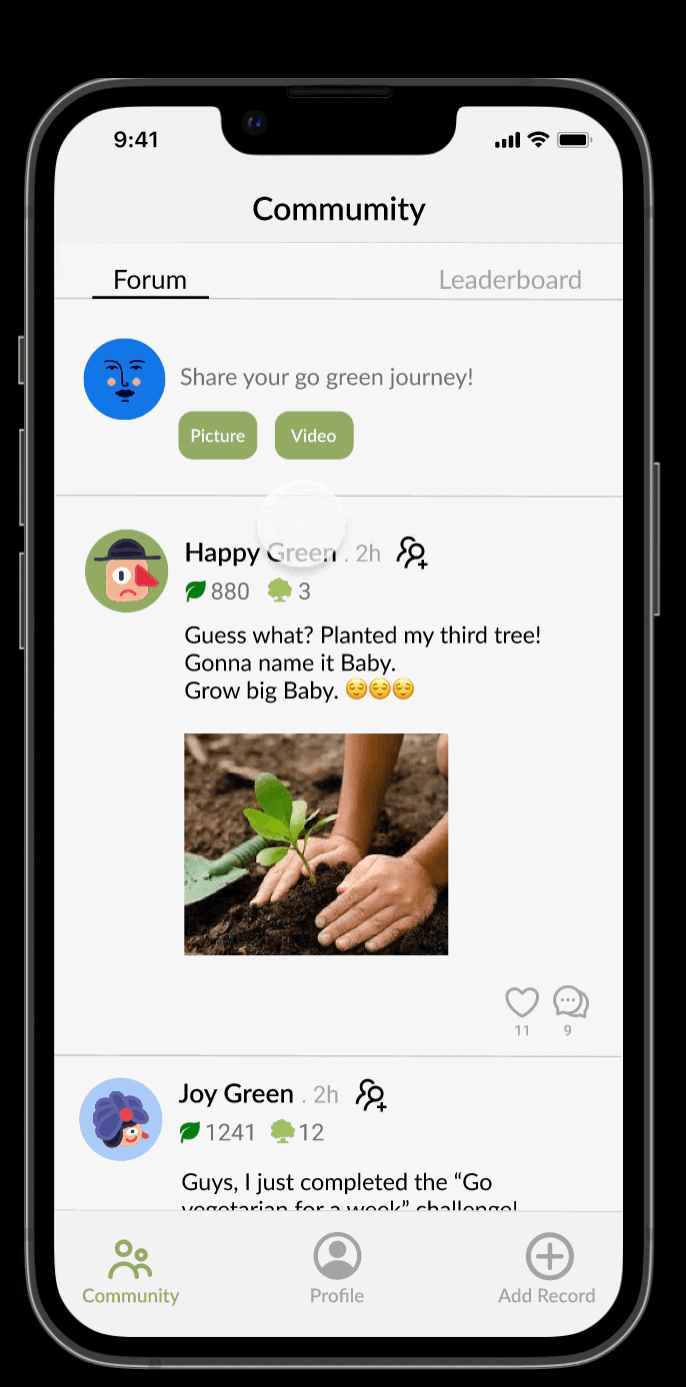 9:41
Commumity
Forum
Leaderboard
Share your go green journey!
Picture
Video
Happy Green . 2h
880 3
Guess what? Planted my third tree!
Gonna name it Baby.
Grow big Baby. 😌😌😌
11 9
Joy Green . 2h
1241 12
Guys, I just completed the “Go
vegetarian for a week” challenge!
Community
Profile
Add Record